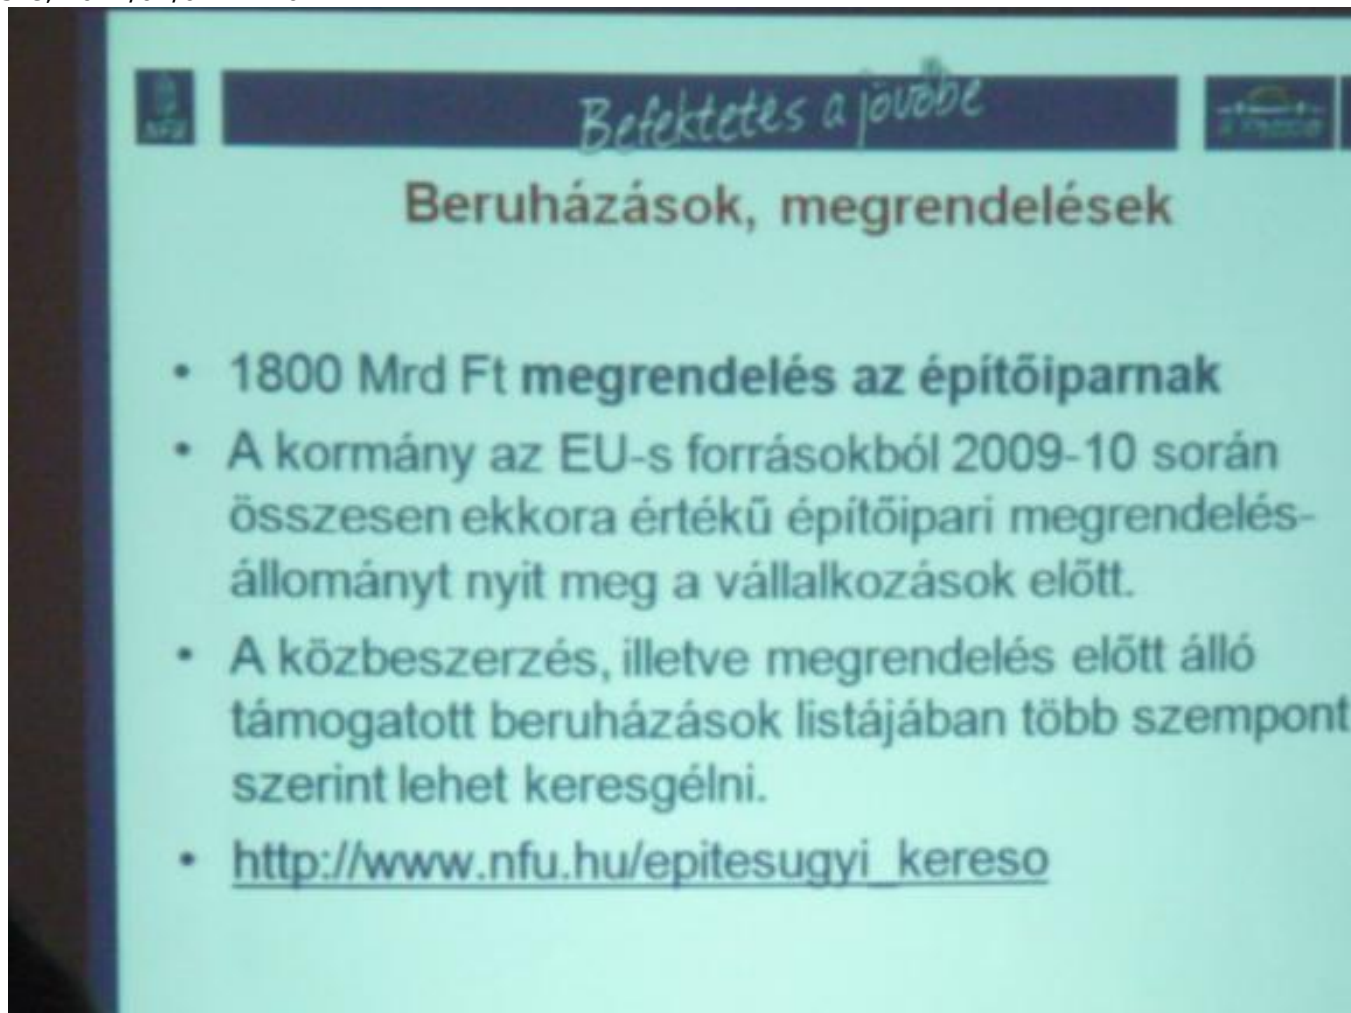 NFÜ
Befektetés a jövőbe
Beruházások, megrendelések
• 1800 Mrd Ft megrendelés az építőiparnak
• A kormány az EU-s forrásokból 2009-10 során
összesen ekkora értékű építőipari megrendelés-
állományt nyit meg a vállalkozások előtt.
• A közbeszerzés, illetve megrendelés előtt álló
támogatott beruházások listájában több szempont
szerint lehet keresgélni.
• http://www.nfu.hu/epitesugyi_kereso